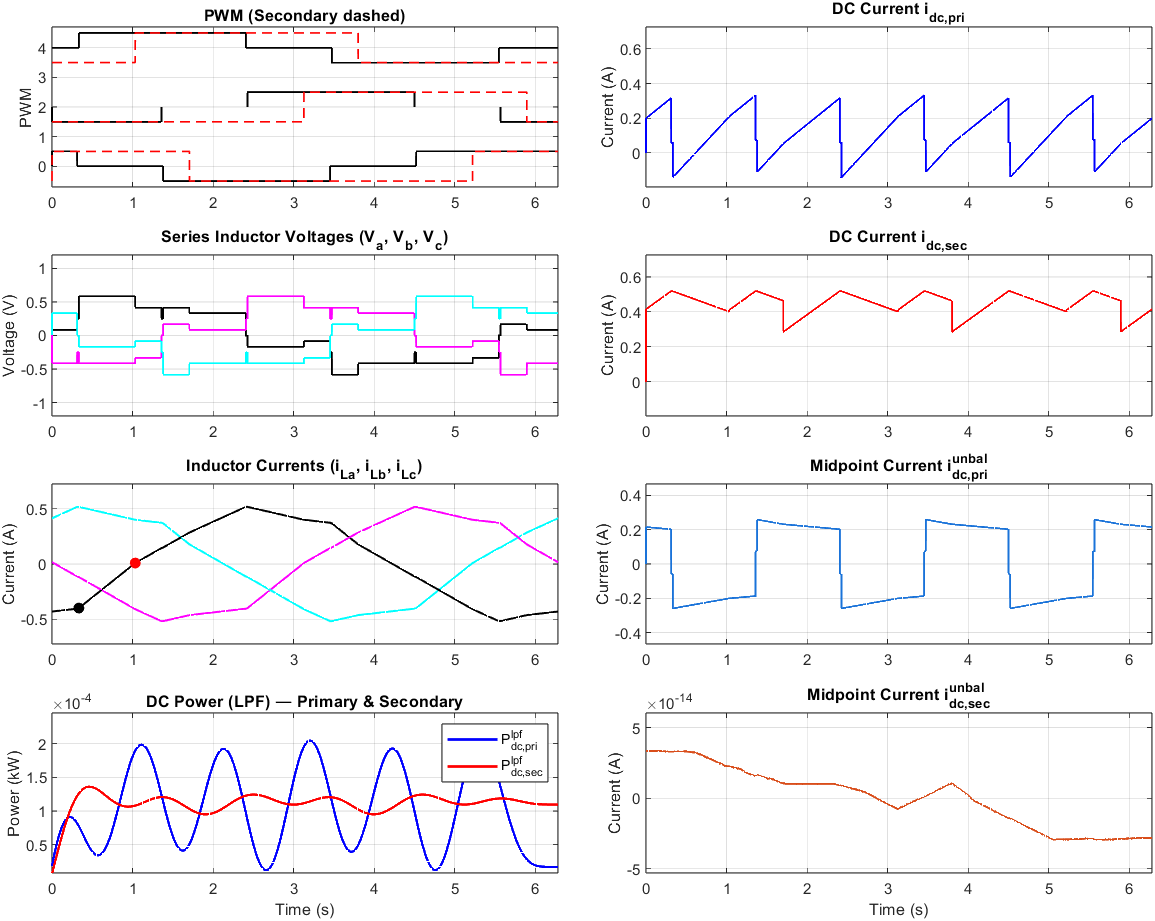 PWM (Secondary dashed)
PWM
4
3
2
1
0
0 1 2 3 4 5 6
DC Current i_dc,pri
Current (A)
0.6
0.4
0.2
0
0 1 2 3 4 5 6
Series Inductor Voltages (V_a, V_b, V_c)
Voltage (V)
1
0.5
0
-0.5
-1
0 1 2 3 4 5 6
DC Current i_dc,sec
Current (A)
0.6
0.4
0.2
0
0 1 2 3 4 5 6
Inductor Currents (i_La, i_Lb, i_Lc)
Current (A)
0.5
0
-0.5
0 1 2 3 4 5 6
Midpoint Current i^unbal_dc,pri
Current (A)
0.4
0.2
0
-0.2
-0.4
0 1 2 3 4 5 6
×10^-4
DC Power (LPF) — Primary & Secondary
Power (kW)
2
1.5
1
0.5
P^lpf_dc,pri
P^lpf_dc,sec
0 1 2 3 4 5 6
Time (s)
×10^-14
Midpoint Current i^unbal_dc,sec
Current (A)
5
0
-5
0 1 2 3 4 5 6
Time (s)